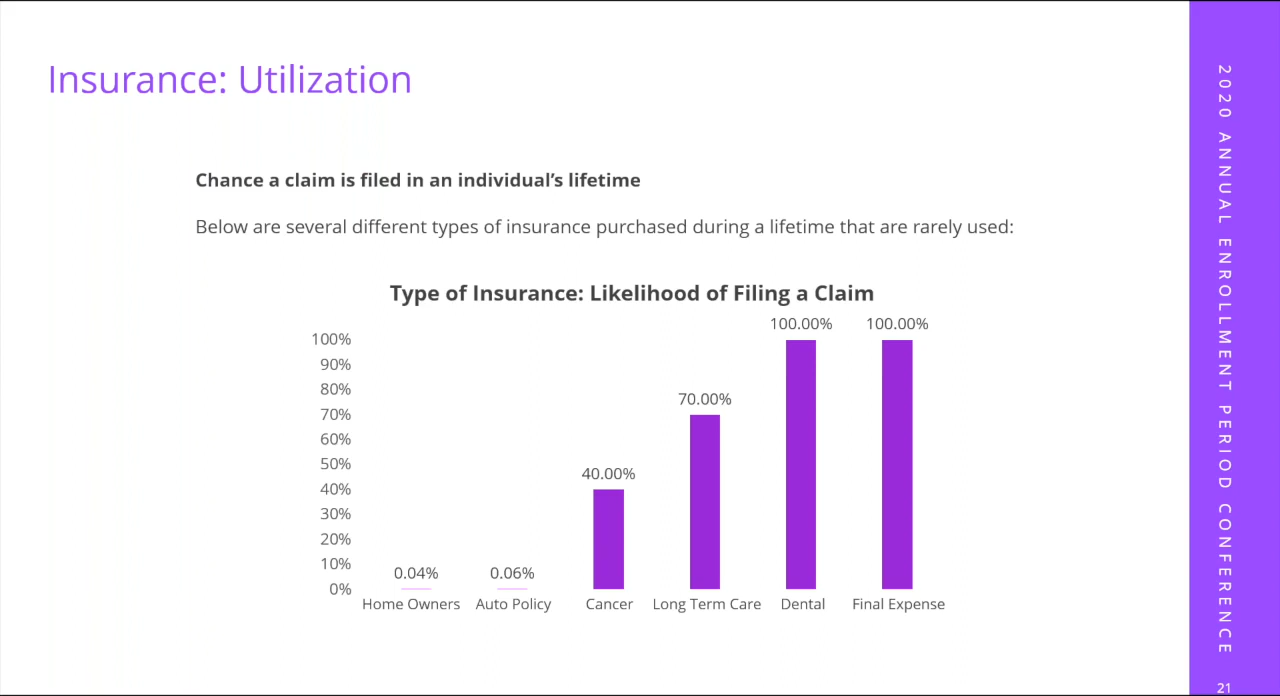 Insurance: Utilization
Chance a claim is filed in an individual’s lifetime
Below are several different types of insurance purchased during a lifetime that are rarely used:
Type of Insurance: Likelihood of Filing a Claim
100%
90%
80%
70%
60%
50%
40%
30%
20%
10%
0%
0.04%
0.06%
40.00%
70.00%
100.00%
100.00%
Home Owners
Auto Policy
Cancer
Long Term Care
Dental
Final Expense
2020 ANNUAL ENROLLMENT PERIOD CONFERENCE
21